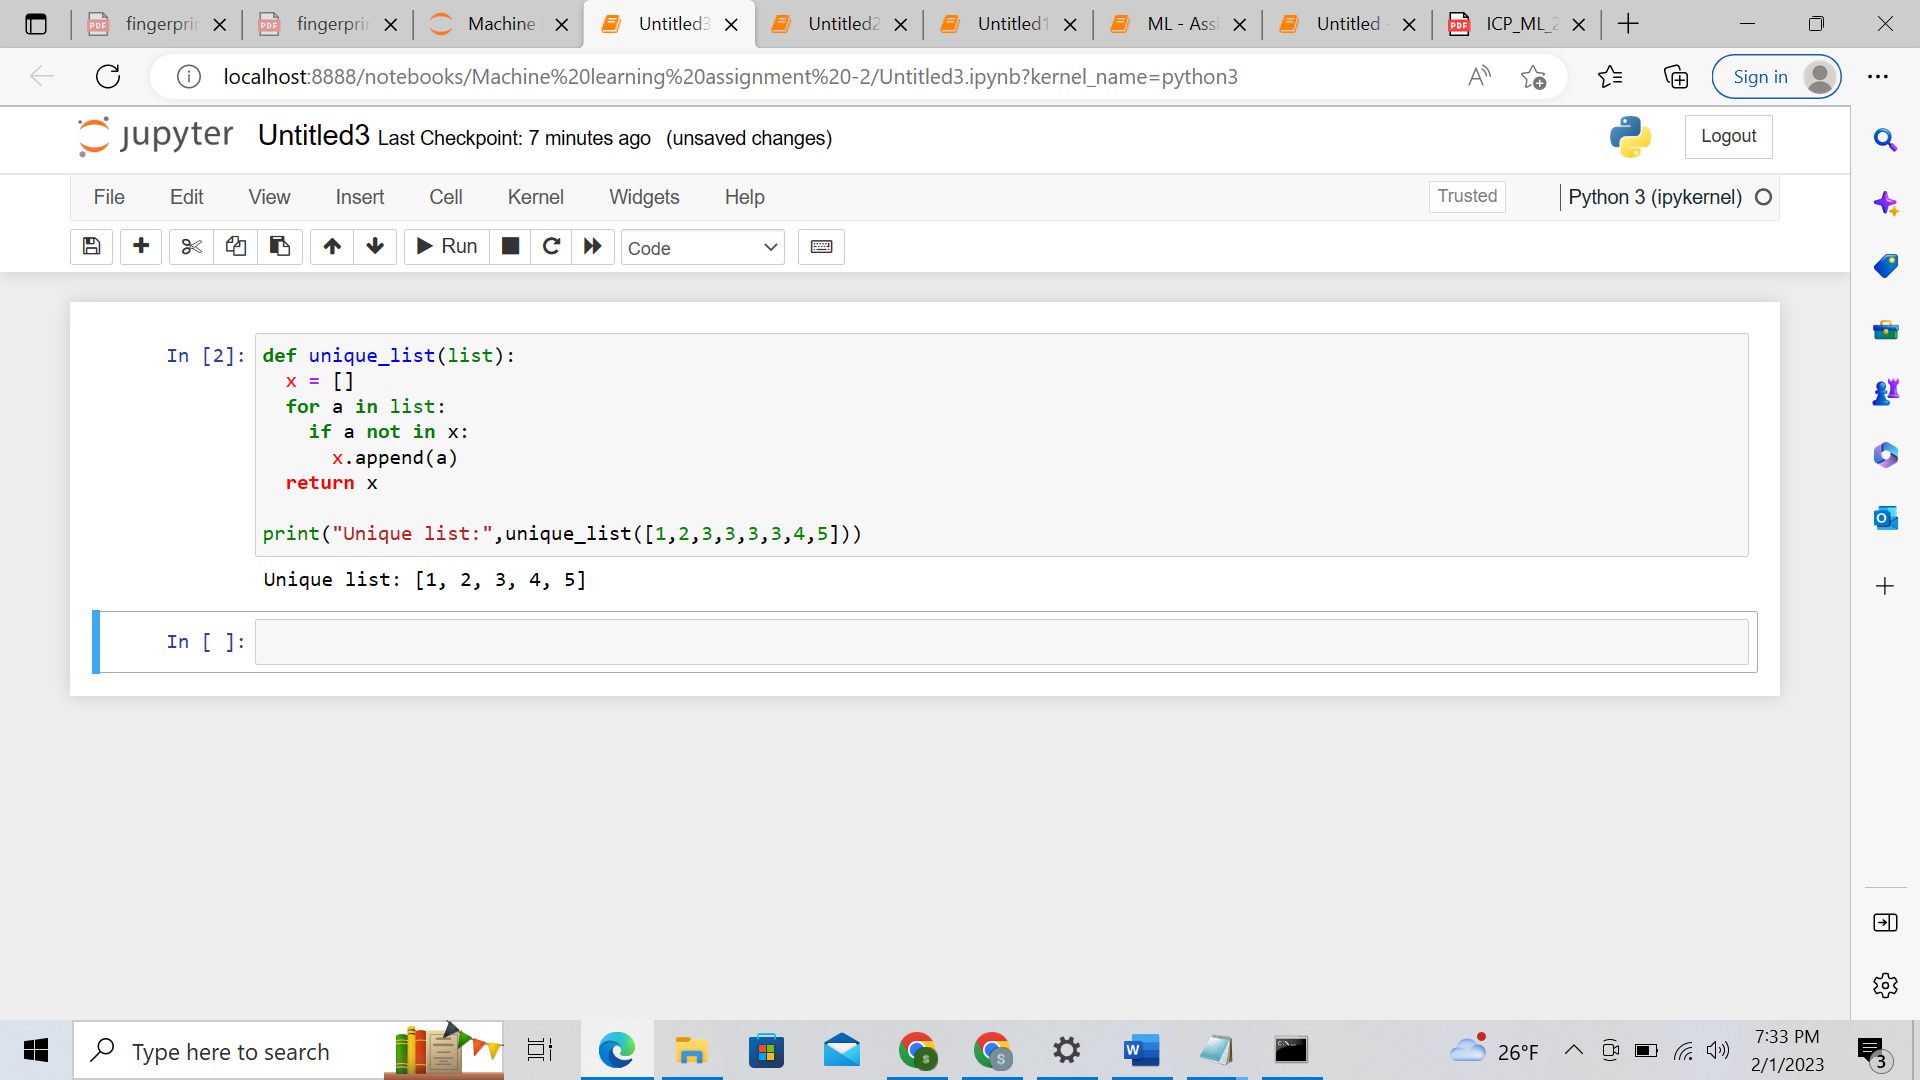 fingerpri
fingerprir
Machine
Untitled3
Untitled2
Untitled1
ML - Assi
Untitled -
ICP_ML_2
localhost:8888/notebooks/Machine%20learning%20assignment%20-2/Untitled3.ipynb?kernel_name=python3
Sign in
jupyter Untitled3 Last Checkpoint: 7 minutes ago (unsaved changes)
Logout
File Edit View Insert Cell Kernel Widgets Help
Trusted
Python 3 (ipykernel)
Run
Code
In [2]: def unique_list(list):
x = []
for a in list:
if a not in x:
x.append(a)
return x
print("Unique list:",unique_list([1,2,3,3,3,3,4,5]))
Unique list: [1, 2, 3, 4, 5]
In [ ]:
Type here to search
26°F
7:33 PM
2/1/2023
3